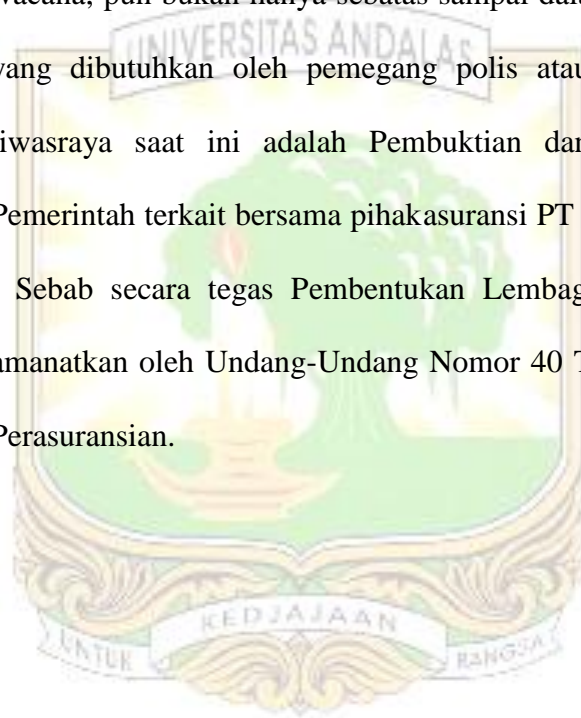 wacana, pun bukan hanya sebatas sampai
UNIVERSITAS ANDALAS
yang dibutuhkan oleh pemegang polis atau
iwasraya saat ini adalah Pembuktian dar
Pemerintah terkait bersama pihakasuransi PT
Sebab secara tegas Pembentukan Lembag
amanatkan oleh Undang-Undang Nomor 40 T
Perasuransian.
KEDJAJAAN
UNTUK BANGSA